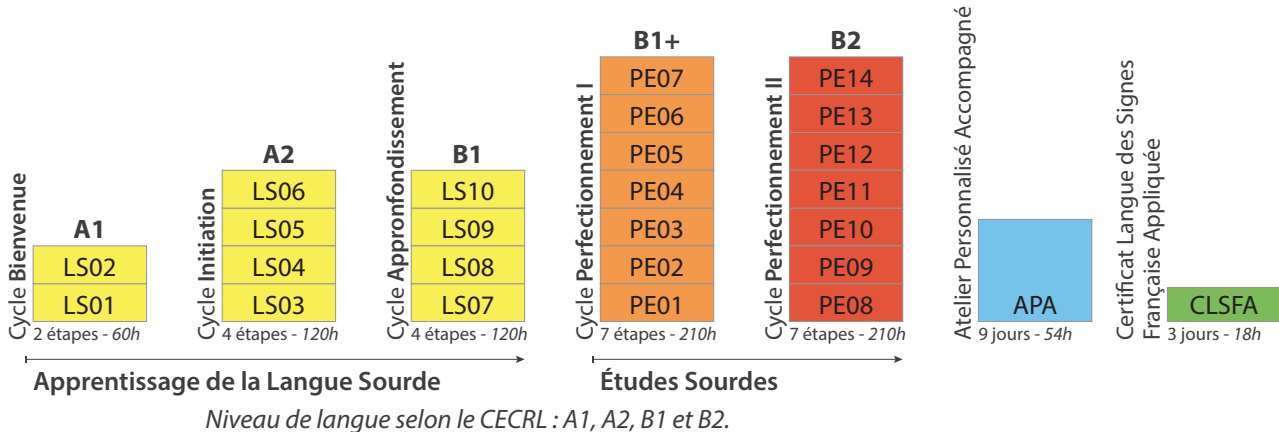 Cycle Bienvenue
A1
LS02
LS01
2 étapes - 60h
Cycle Initiation
A2
LS06
LS05
LS04
LS03
4 étapes - 120h
Cycle Appronfondissement
B1
LS10
LS09
LS08
LS07
4 étapes - 120h
Apprentissage de la Langue Sourde
Cycle Perfectionnement I
B1+
PE07
PE06
PE05
PE04
PE03
PE02
PE01
7 étapes - 210h
Cycle Perfectionnement II
B2
PE14
PE13
PE12
PE11
PE10
PE09
PE08
7 étapes - 210h
Études Sourdes
Atelier Personnalisé Accompagné
APA
9 jours - 54h
Certificat Langue des Signes
Française Appliquée
CLSFA
3 jours - 18h
Niveau de langue selon le CECRL : A1, A2, B1 et B2.